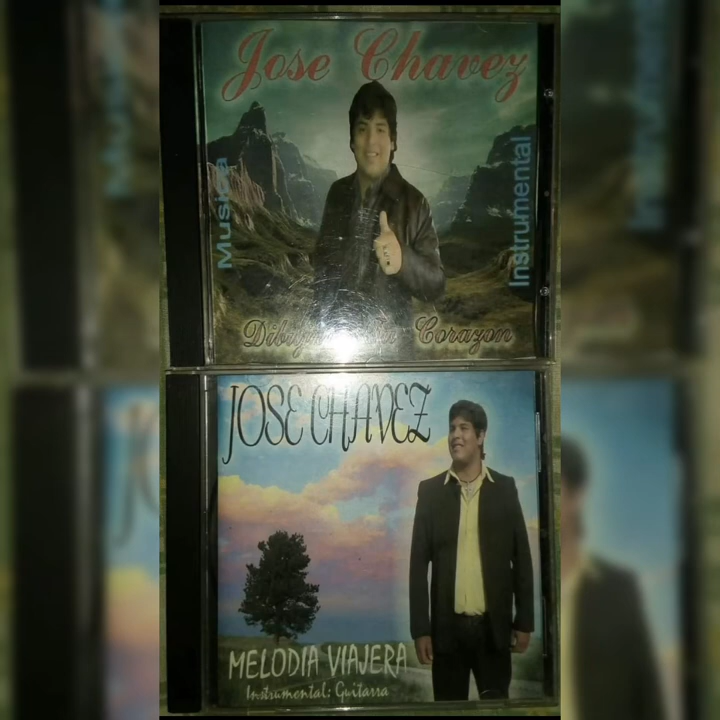 Jose Chavez
Musica
Instrumental
Corazon
JOSE CHAVEZ
MELODIA VIAJERA
Instrumental: Guitarra